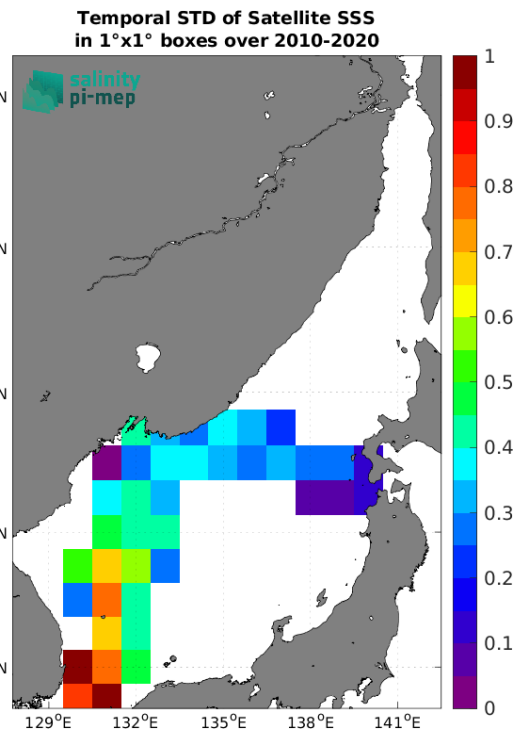 Temporal STD of Satellite SSS
in 1°x1° boxes over 2010-2020
salinity
pi-mep
N
N
N
N
N
1
0.9
0.8
0.7
0.6
0.5
0.4
0.3
0.2
0.1
0
129°E 132°E 135°E 138°E 141°E